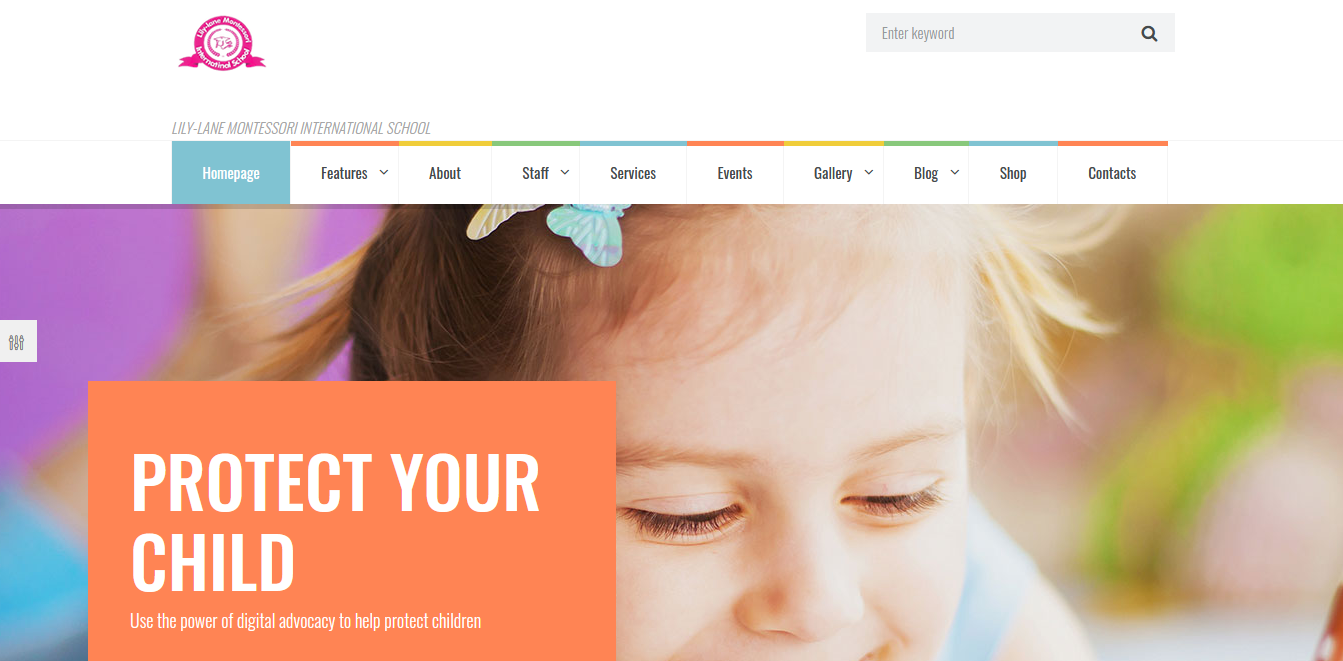 Lily-lane Montessori
Internatinal School
Enter keyword
LILY-LANE MONTESSORI INTERNATIONAL SCHOOL
Homepage Features About Staff Services Events Gallery Blog Shop Contacts
PROTECT YOUR
CHILD
Use the power of digital advocacy to help protect children